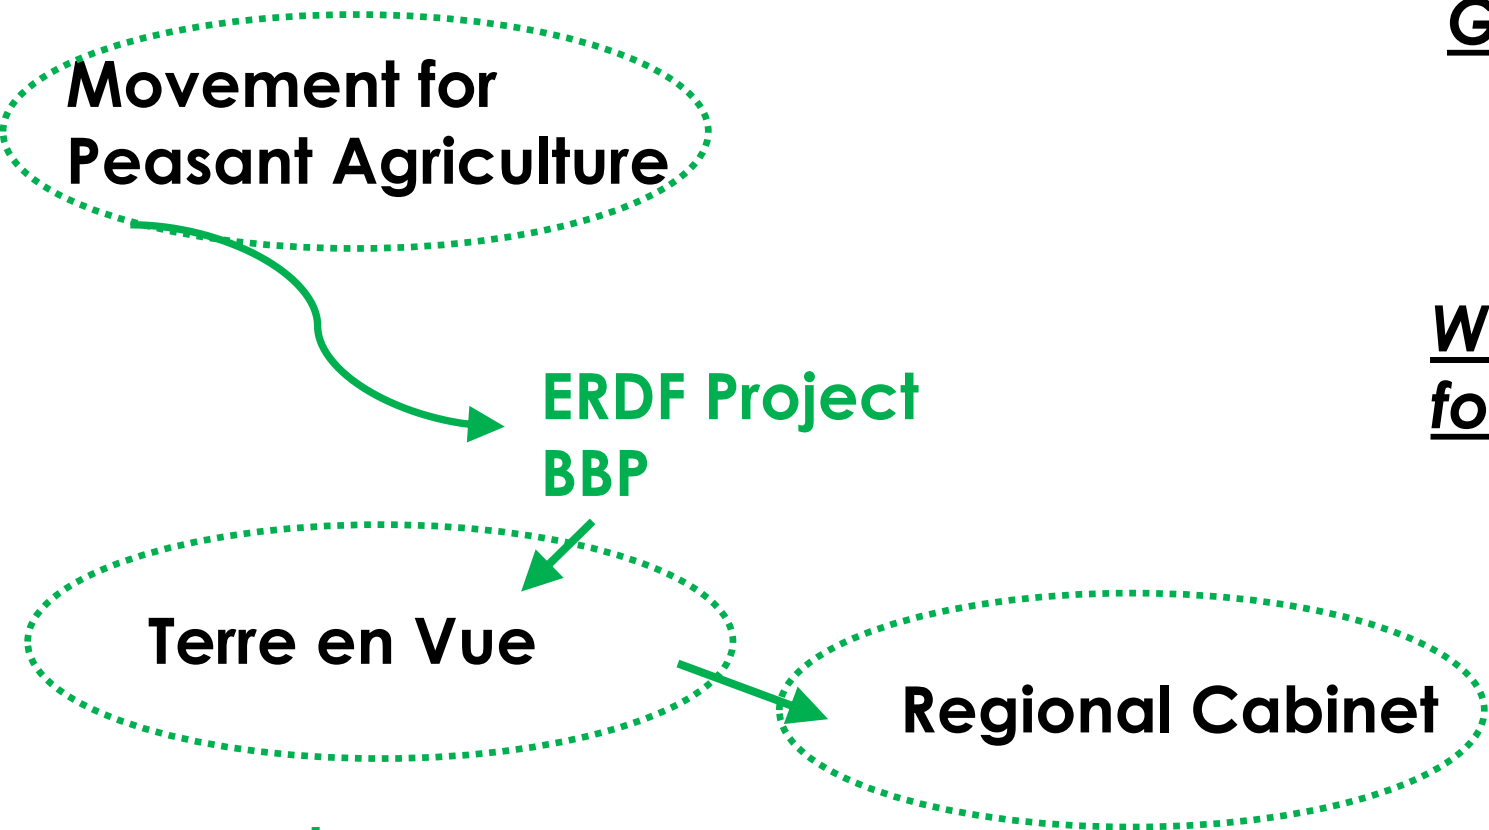 Movement for
Peasant Agriculture
ERDF Project
BBP
Terre en Vue
Regional Cabinet